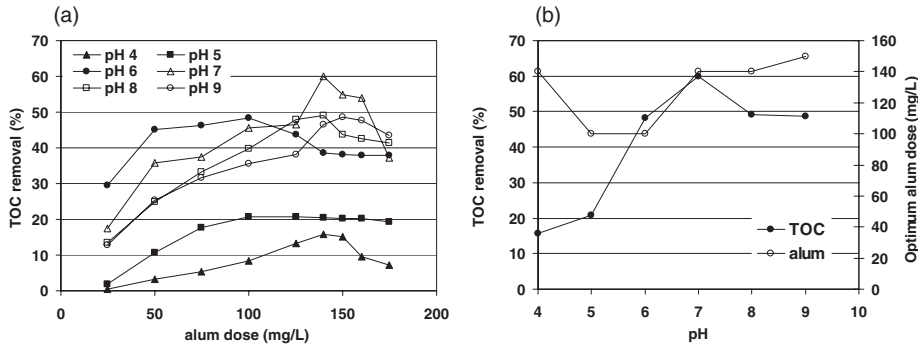 (a)
70
60
50
40
30
20
10
0
TOC removal (%)
pH 4
pH 5
pH 6
pH 7
pH 8
pH 9
0
50
100
150
200
alum dose (mg/L)
(b)
70
60
50
40
30
20
10
0
TOC removal (%)
160
140
120
100
80
60
40
20
0
Optimum alum dose (mg/L)
TOC
alum
4
5
6
7
8
9
10
pH